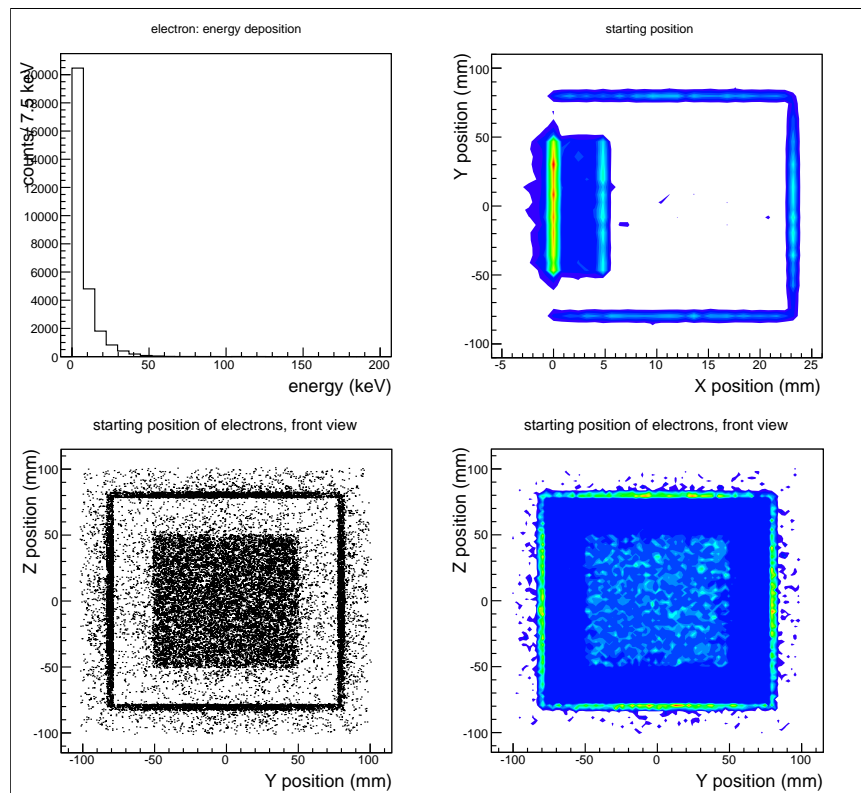 electron: energy deposition
counts/ 7.5 keV
20000
18000
16000
14000
12000
10000
8000
6000
4000
2000
0
0 50 100 150 200
energy (keV)
starting position
Y position (mm)
100
50
0
-50
-100
-5 0 5 10 15 20 25
X position (mm)
starting position of electrons, front view
Z position (mm)
100
50
0
-50
-100
-100 -50 0 50 100
Y position (mm)
starting position of electrons, front view
Z position (mm)
100
50
0
-50
-100
-100 -50 0 50 100
Y position (mm)